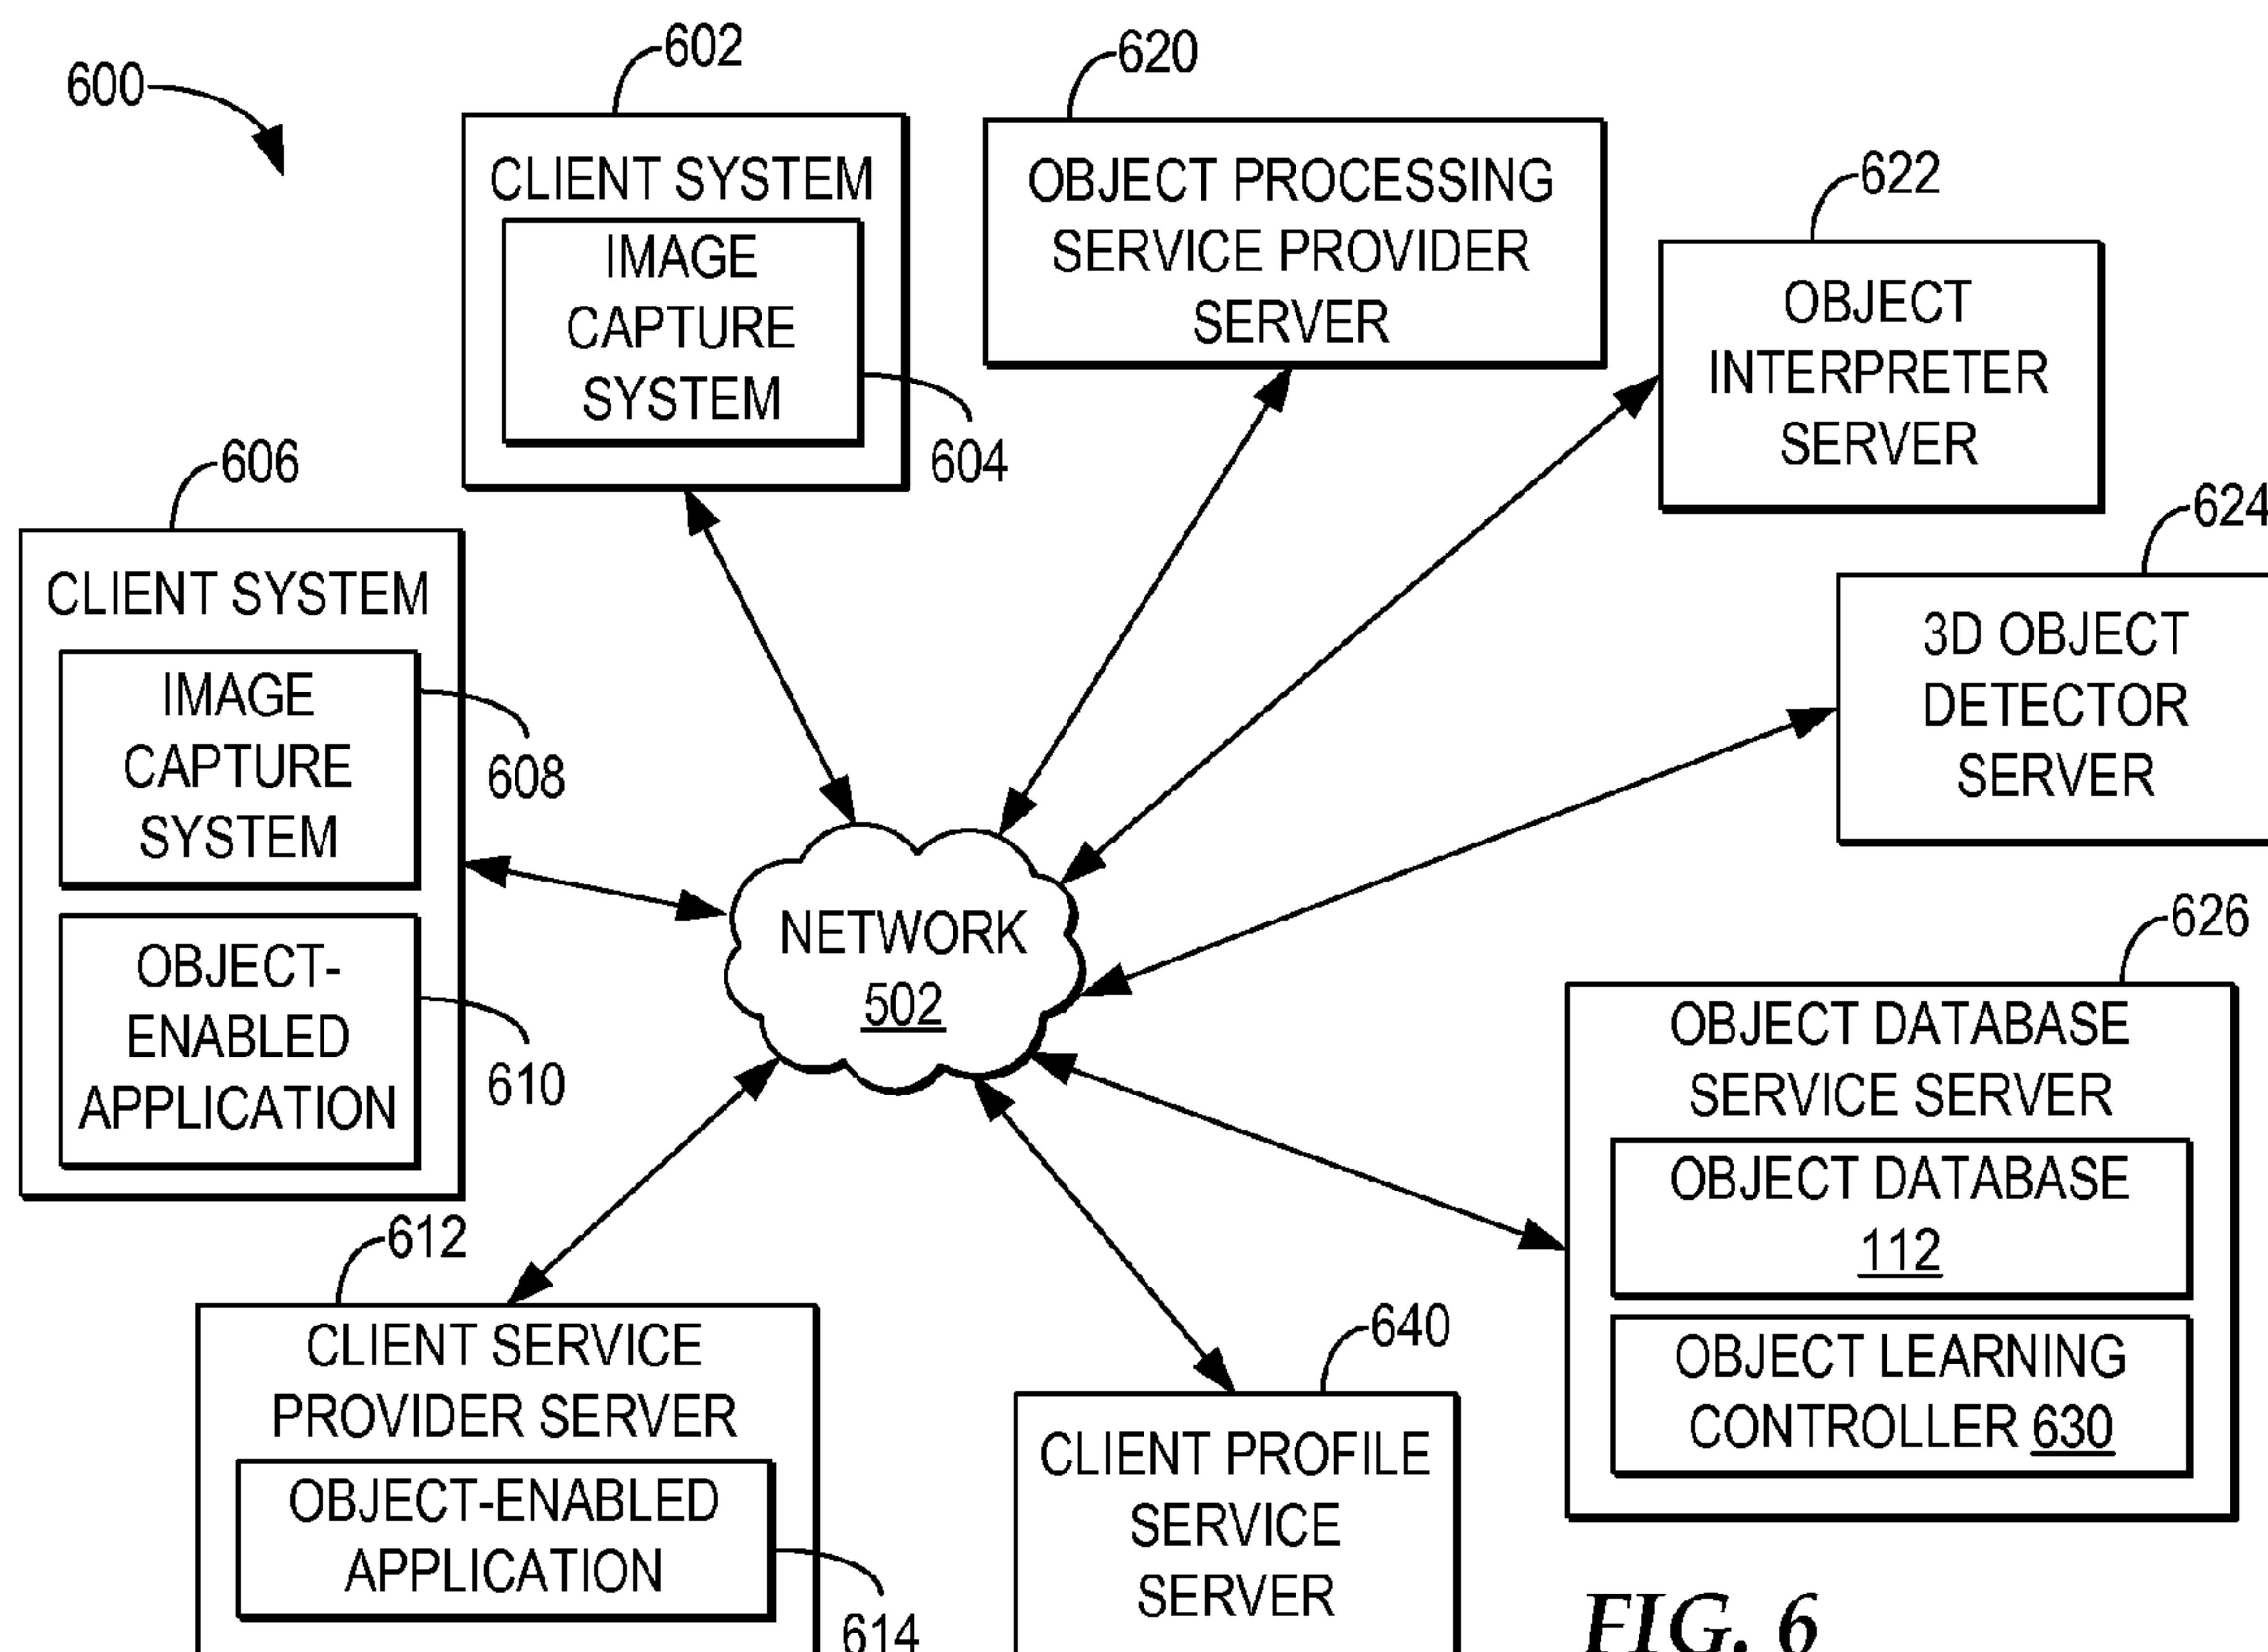 600
602
CLIENT SYSTEM
IMAGE
CAPTURE
SYSTEM
604
620
OBJECT PROCESSING
SERVICE PROVIDER
SERVER
622
OBJECT
INTERPRETER
SERVER
624
3D OBJECT
DETECTOR
SERVER
606
CLIENT SYSTEM
IMAGE
CAPTURE
SYSTEM
608
OBJECT-
ENABLED
APPLICATION
610
NETWORK
502
626
OBJECT DATABASE
SERVICE SERVER
OBJECT DATABASE
112
OBJECT LEARNING
CONTROLLER 630
612
CLIENT SERVICE
PROVIDER SERVER
OBJECT-ENABLED
APPLICATION
614
640
CLIENT PROFILE
SERVICE
SERVER
FIG. 6